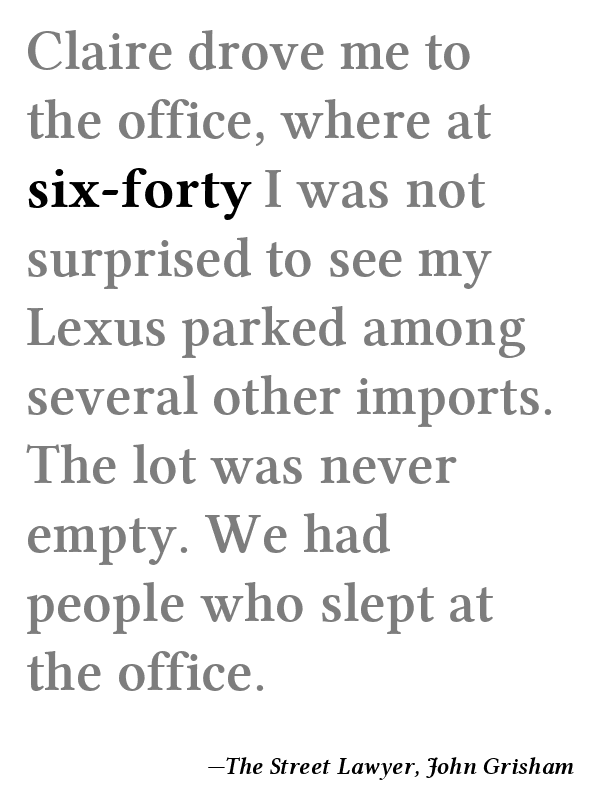 Claire drove me to
the office, where at
six-forty I was not
surprised to see my
Lexus parked among
several other imports.
The lot was never
empty. We had
people who slept at
the office.
—The Street Lawyer, John Grisham